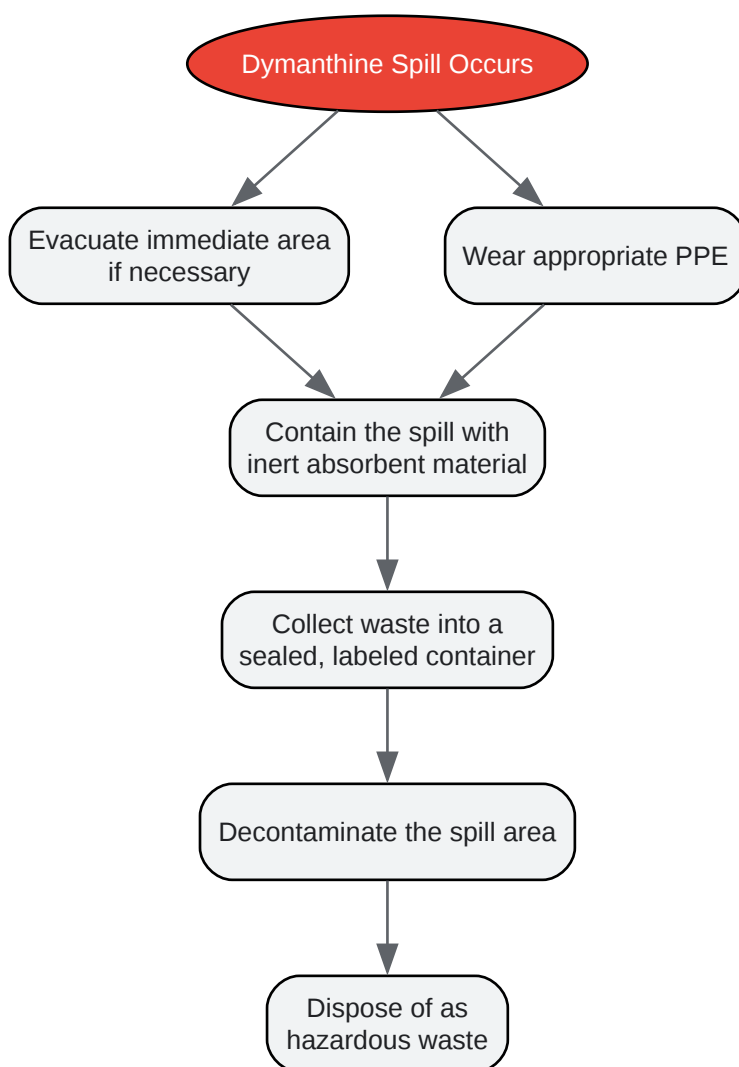 Dymanthine Spill Occurs
Evacuate immediate area
if necessary
Wear appropriate PPE
Contain the spill with
inert absorbent material
Collect waste into a
sealed, labeled container
Decontaminate the spill area
Dispose of as
hazardous waste